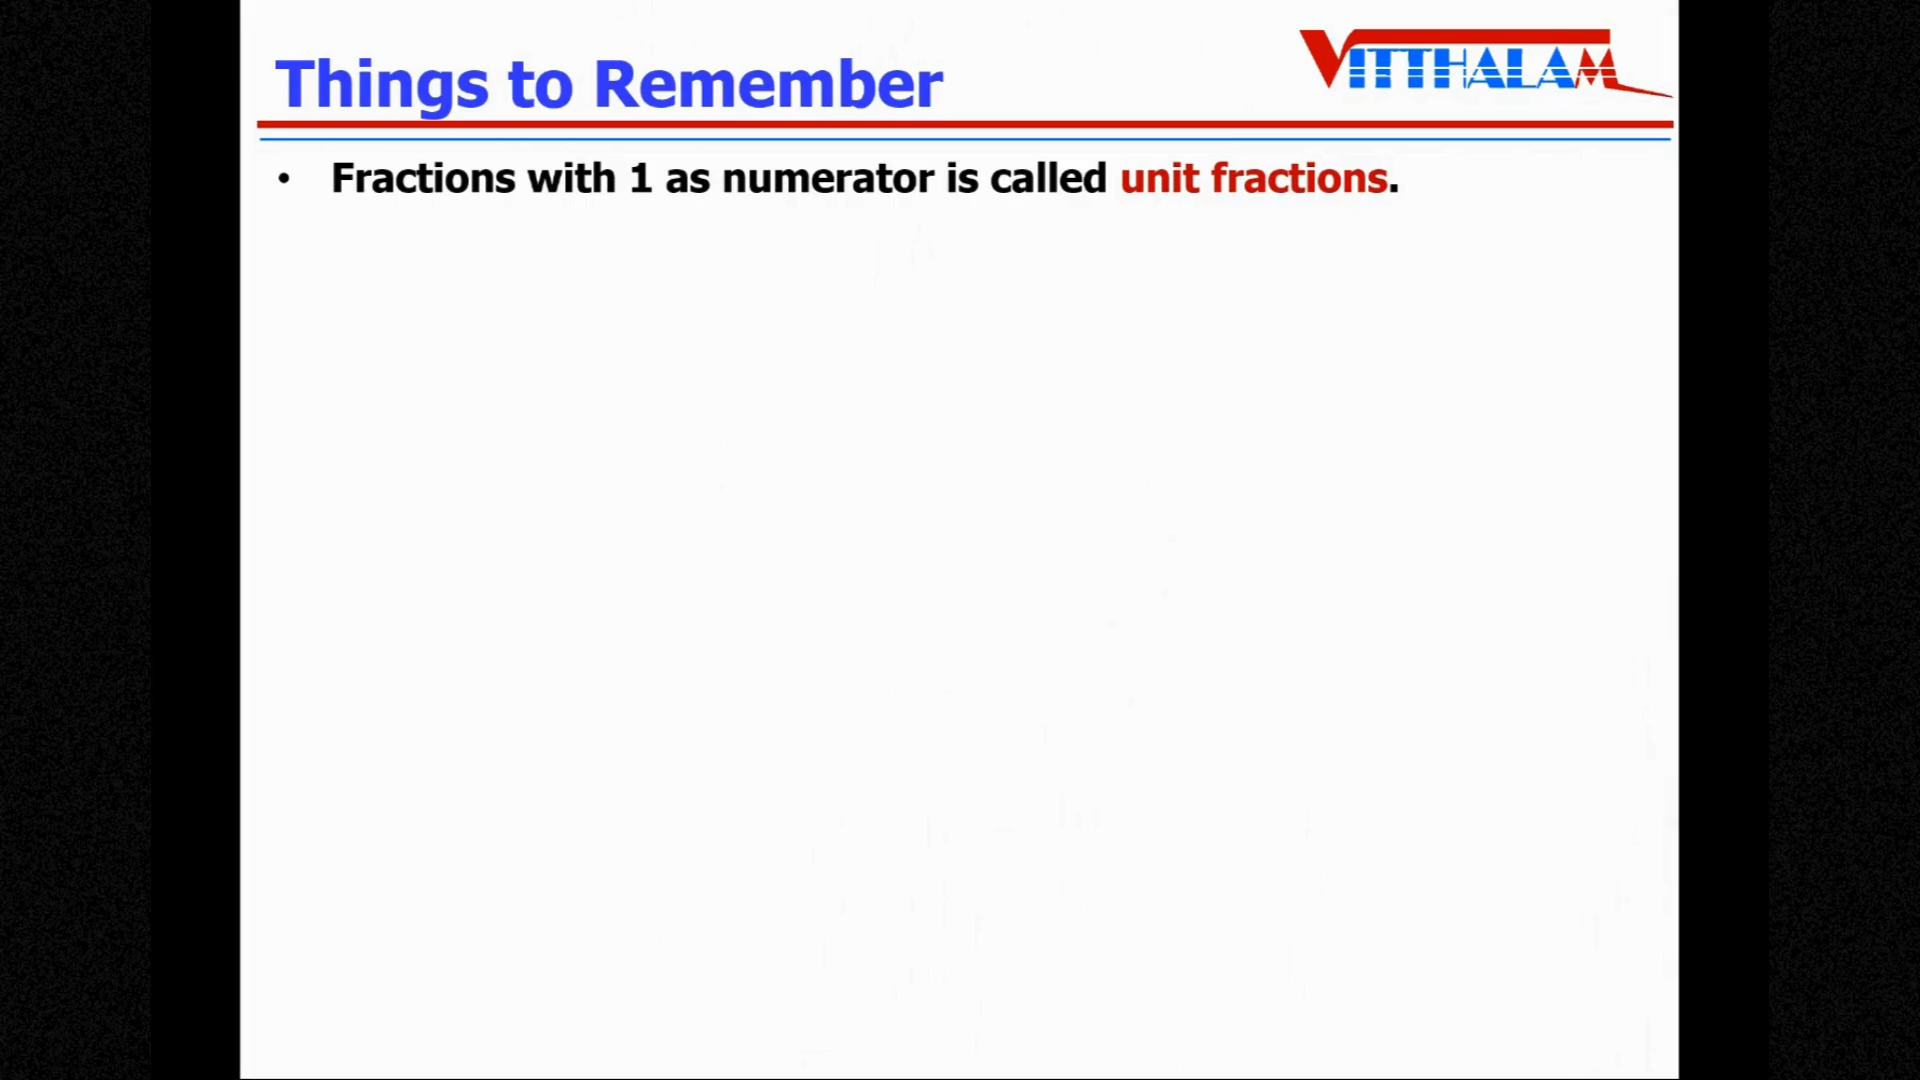 Things to Remember
VITTHALAM
• Fractions with 1 as numerator is called unit fractions.